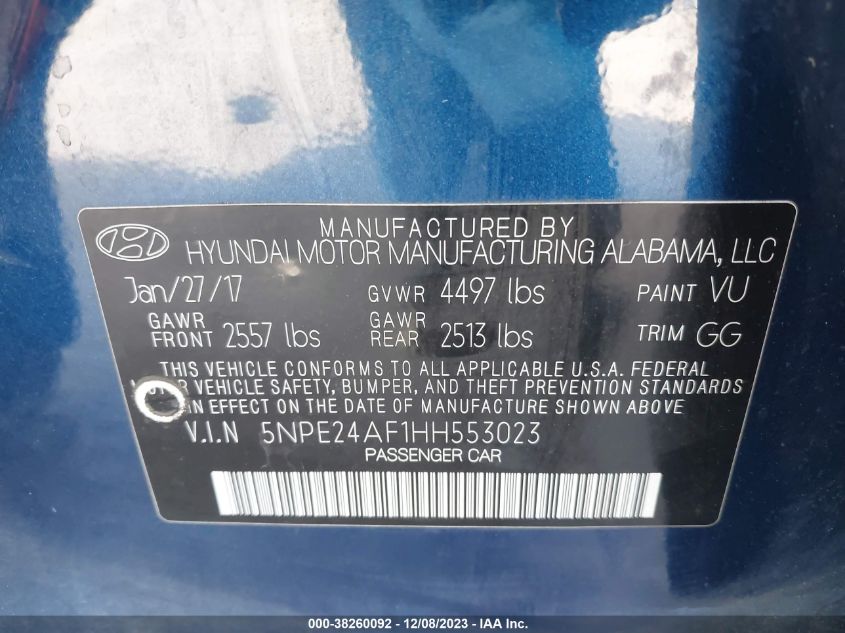 MANUFACTURED BY
HYUNDAI MOTOR MANUFACTURING ALABAMA, LLC
Jan/27/17 GVWR 4497 lbs PAINT VU
GAWR FRONT 2557 lbs GAWR REAR 2513 lbs TRIM GG
THIS VEHICLE CONFORMS TO ALL APPLICABLE U.S.A. FEDERAL
VEHICLE SAFETY, BUMPER, AND THEFT PREVENTION STANDARDS
IN EFFECT ON THE DATE OF MANUFACTURE SHOWN ABOVE
V.I.N 5NPE24AF1HH553023
PASSENGER CAR
000-38260092 - 12/08/2023 - IAA Inc.